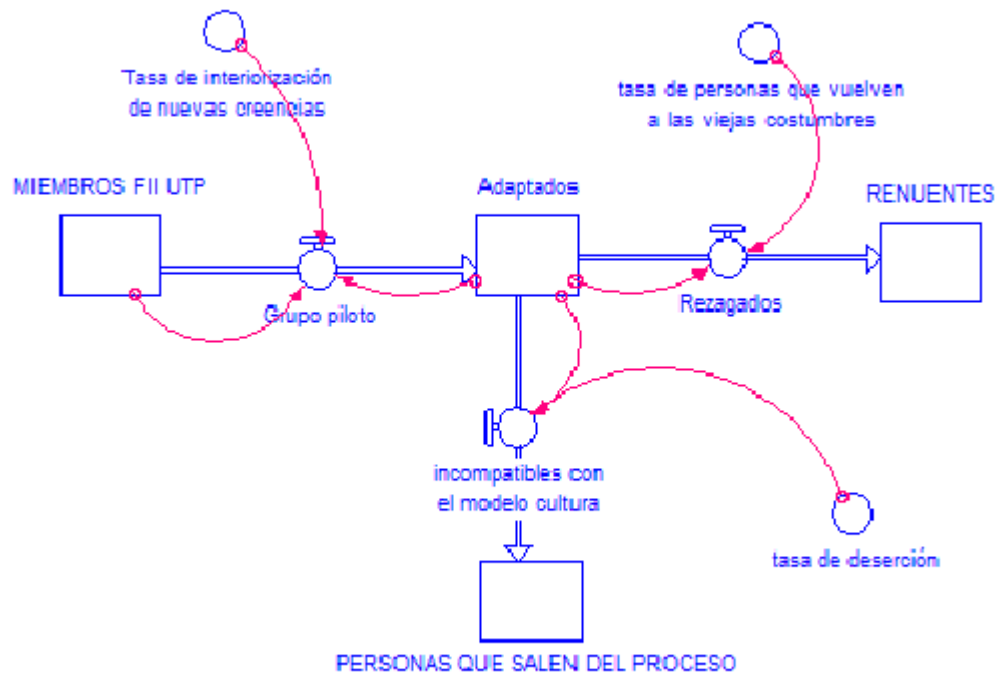 Tasa de interiorización
de nuevas creencias
tasa de personas que vuelven
a las viejas costumbres
MIEMBROS FII UTP
Adaptados
RENUENTES
Grupo piloto
Rezagados
incompatibles con
el modelo cultura
tasa de deserción
PERSONAS QUE SALEN DEL PROCESO